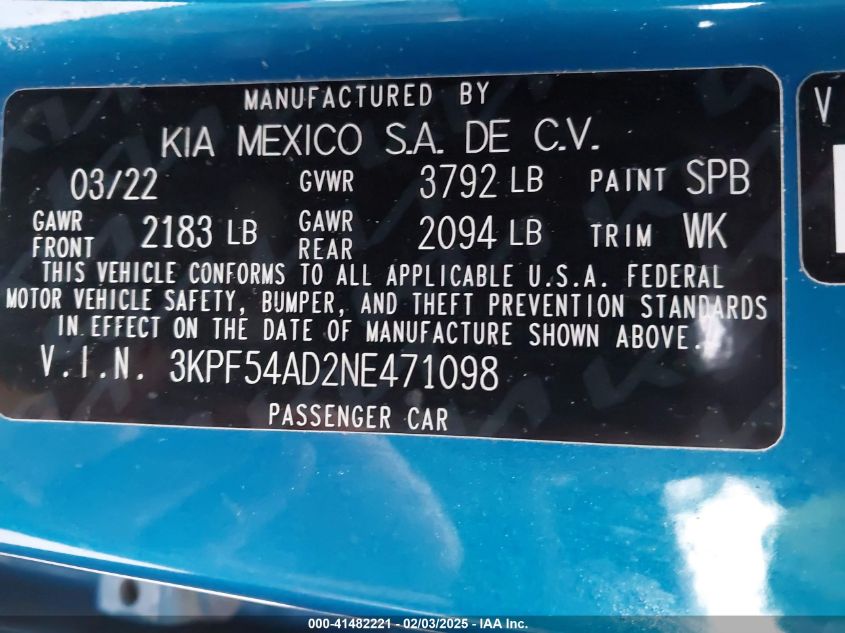 MANUFACTURED BY
KIA MEXICO S.A. DE C.V.
03/22 GVWR 3792 LB PAINT SPB
GAWR FRONT 2183 LB GAWR REAR 2094 LB TRIM WK
THIS VEHICLE CONFORMS TO ALL APPLICABLE U.S.A. FEDERAL
MOTOR VEHICLE SAFETY, BUMPER, AND THEFT PREVENTION STANDARDS
IN EFFECT ON THE DATE OF MANUFACTURE SHOWN ABOVE.
V.I.N. 3KPF54AD2NE471098
PASSENGER CAR
V
000-41482221 - 02/03/2025 - IAA Inc.